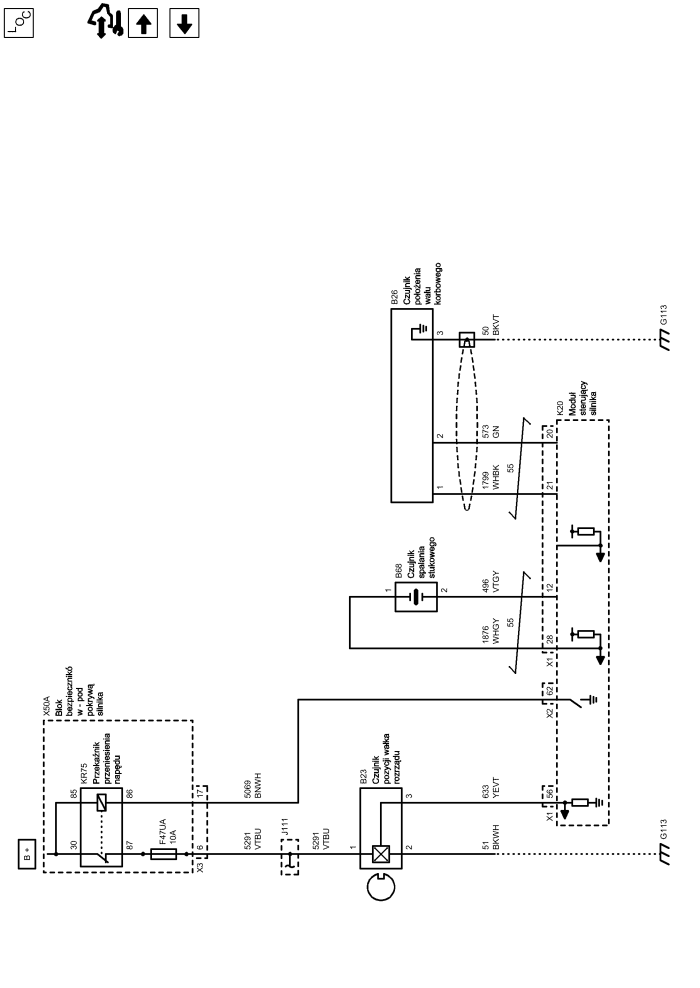 LOC
B +
X50A
Blok
bezpiecznikó
w - pod
pokrywą
silnika
KR75
Przekaźnik
przeniesienia
napędu
85
86
30
87
F47UA
10A
X3
6
17
5291
VTBU
5069
BNWH
J111
5291
VTBU
B23
Czujnik
pozycji wałka
rozrządu
1
2
3
51
BKWH
633
YEVT
X1
56
X2
62
X1
28
12
21
20
B68
Czujnik
spalania
stukowego
1
2
1876
WHGY
496
VTGY
55
B26
Czujnik
położenia
wału
korbowego
1
2
3
1799
WHBK
573
GN
55
50
BKVT
K20
Moduł
sterujący
silnika
G113
G113